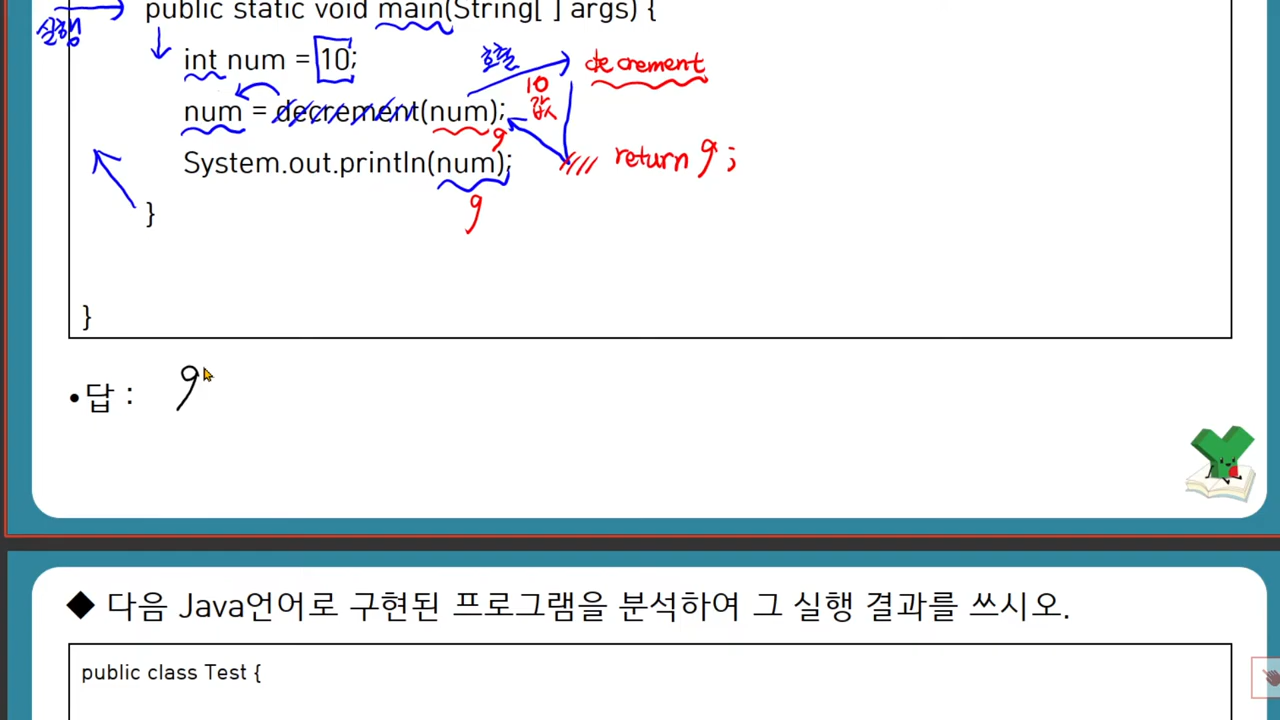 public static void main(String[ ] args) {
실행
int num = 10;
호출
decrement
10
값
num = decrement(num);
9
return 9 ;
System.out.println(num);
9
}
}
•답 : 9
◆ 다음 Java언어로 구현된 프로그램을 분석하여 그 실행 결과를 쓰시오.
public class Test {